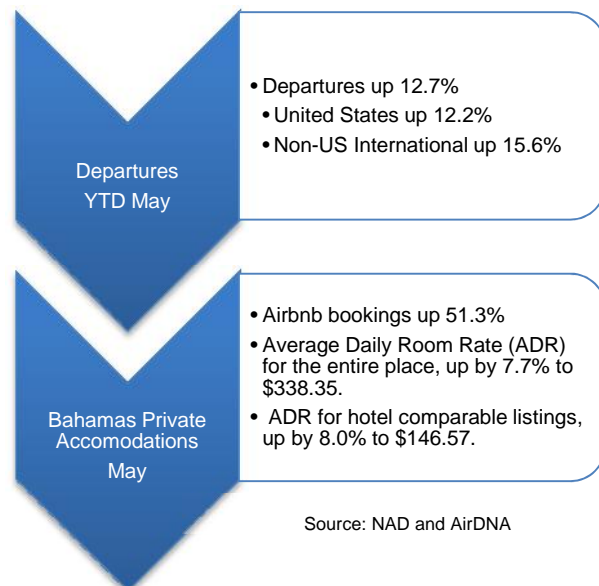 Departures
YTD May
• Departures up 12.7%
• United States up 12.2%
• Non-US International up 15.6%
Bahamas Private
Accomodations
May
• Airbnb bookings up 51.3%
• Average Daily Room Rate (ADR)
for the entire place, up by 7.7% to
$338.35.
• ADR for hotel comparable listings,
up by 8.0% to $146.57.
Source: NAD and AirDNA